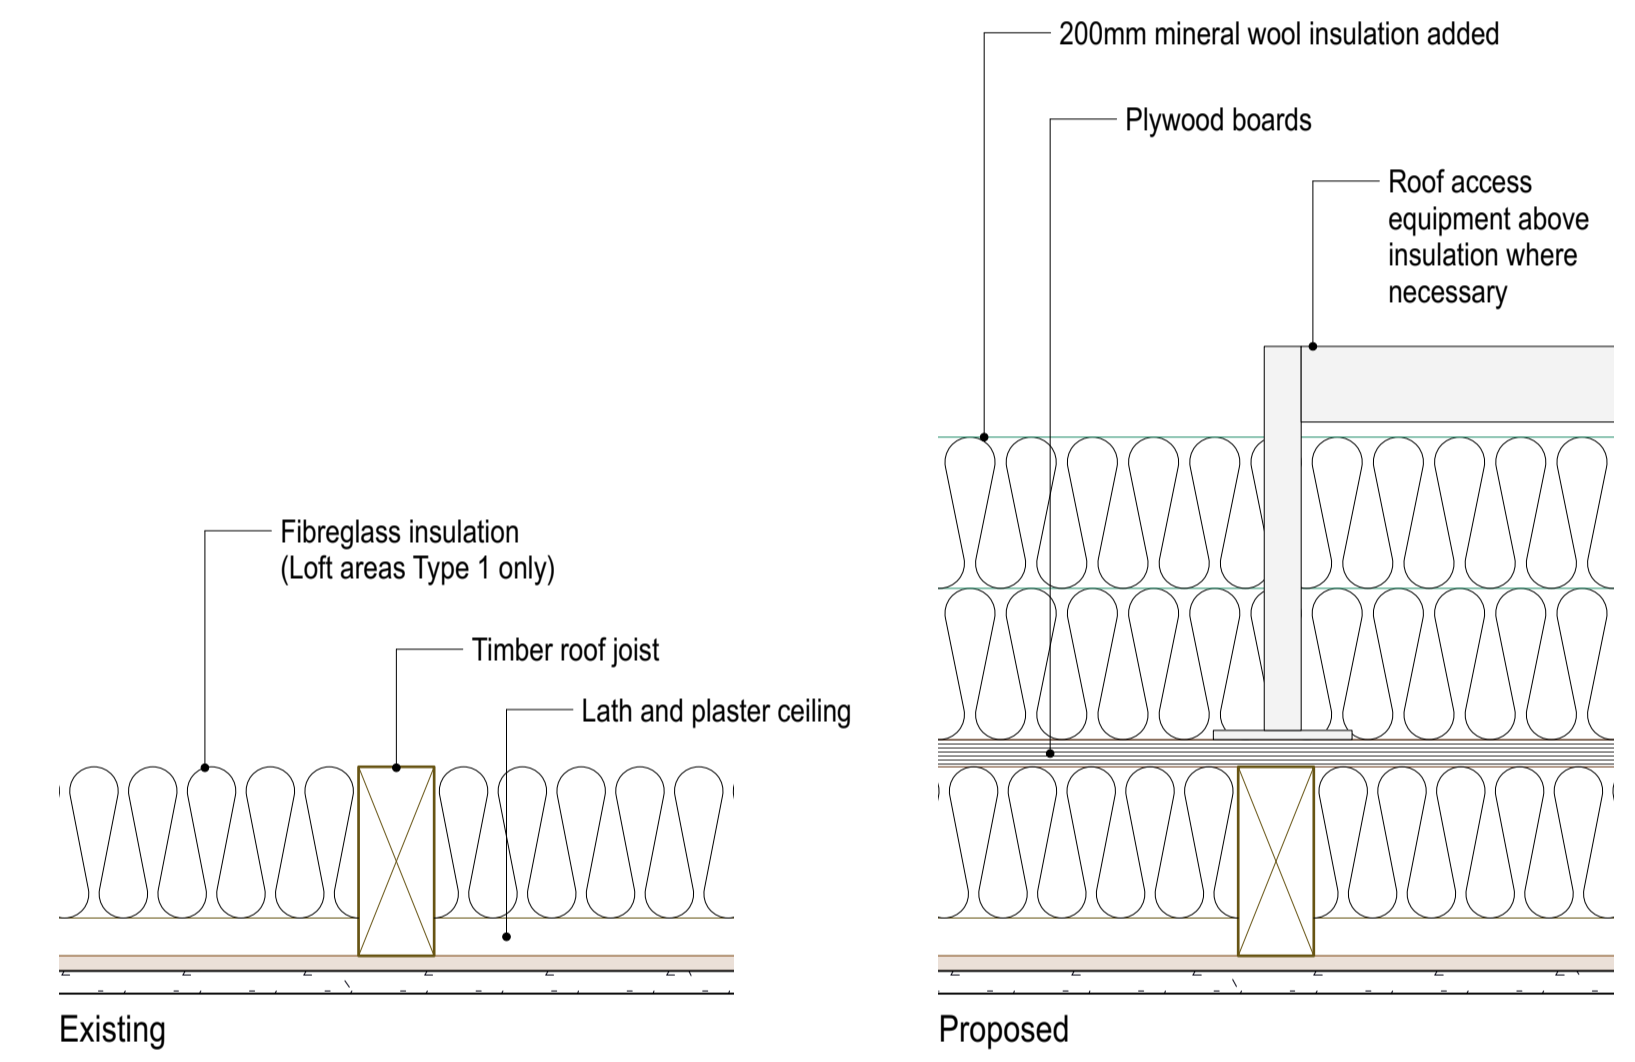 200mm mineral wool insulation added
Plywood boards
Roof access
equipment above
insulation where
necessary
Fibreglass insulation
(Loft areas Type 1 only)
Timber roof joist
Lath and plaster ceiling
Existing
Proposed